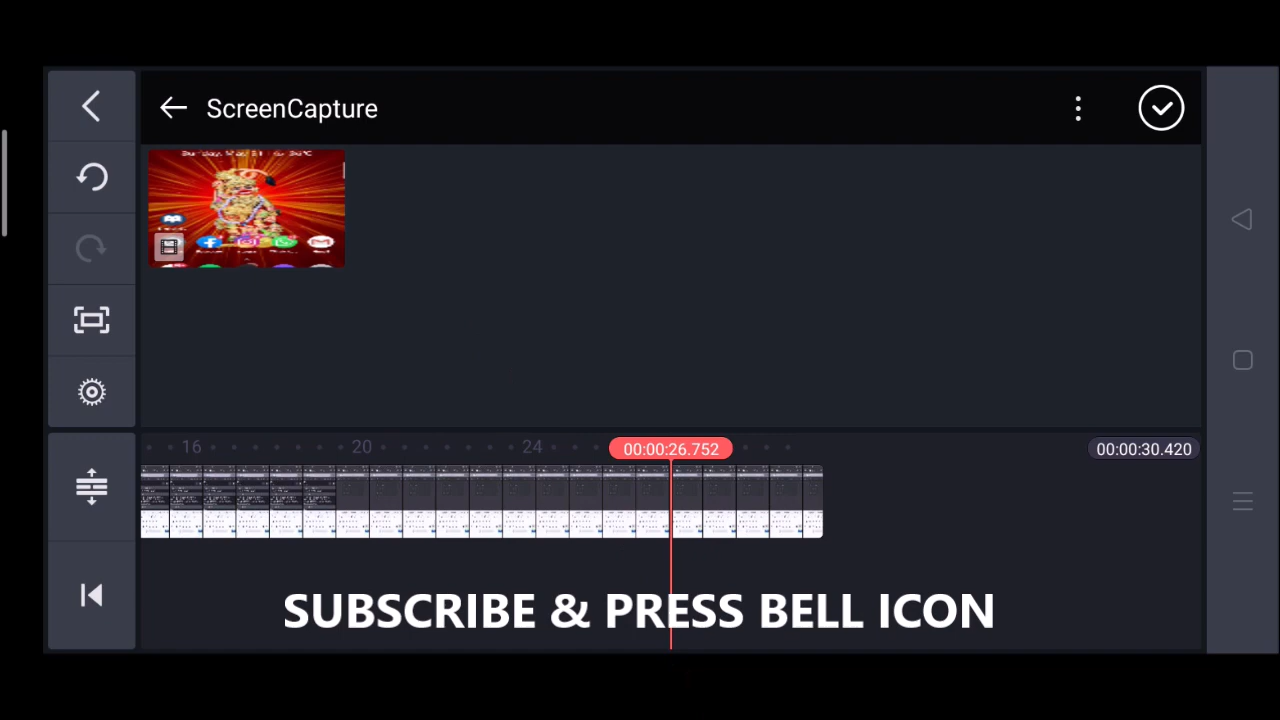 ScreenCapture
16
20
24
00:00:26.752
00:00:30.420
SUBSCRIBE & PRESS BELL ICON